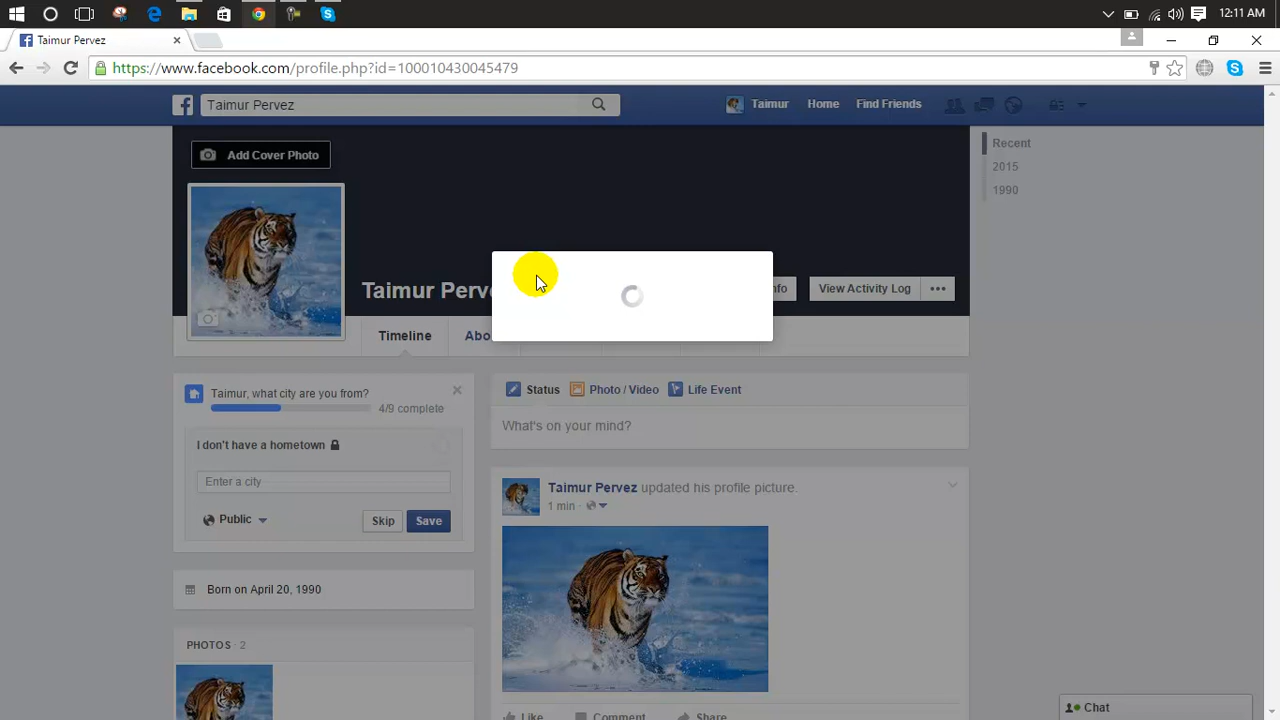 12:11 AM
Taimur Pervez
https://www.facebook.com/profile.php?id=100010430045479
Taimur Pervez
Taimur Home Find Friends
Add Cover Photo
Recent
2015
1990
Taimur Perv
nfo
View Activity Log
Timeline
Abo
Taimur, what city are you from?
4/9 complete
I don't have a hometown
Enter a city
Public
Skip
Save
Born on April 20, 1990
PHOTOS · 2
Status
Photo / Video
Life Event
What's on your mind?
Taimur Pervez updated his profile picture.
1 min ·
Like
Comment
Share
Chat